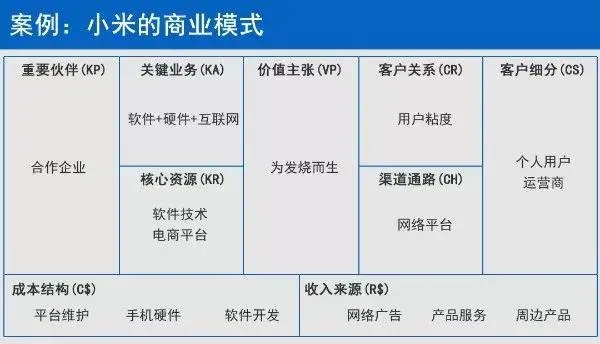 案例：小米的商业模式
重要伙伴(KP)
合作企业
关键业务(KA)
软件+硬件+互联网
核心资源(KR)
软件技术
电商平台
价值主张(VP)
为发烧而生
客户关系(CR)
用户粘度
渠道通路(CH)
网络平台
客户细分(CS)
个人用户
运营商
成本结构(C$)
平台维护 手机硬件 软件开发
收入来源(R$)
网络广告 产品服务 周边产品